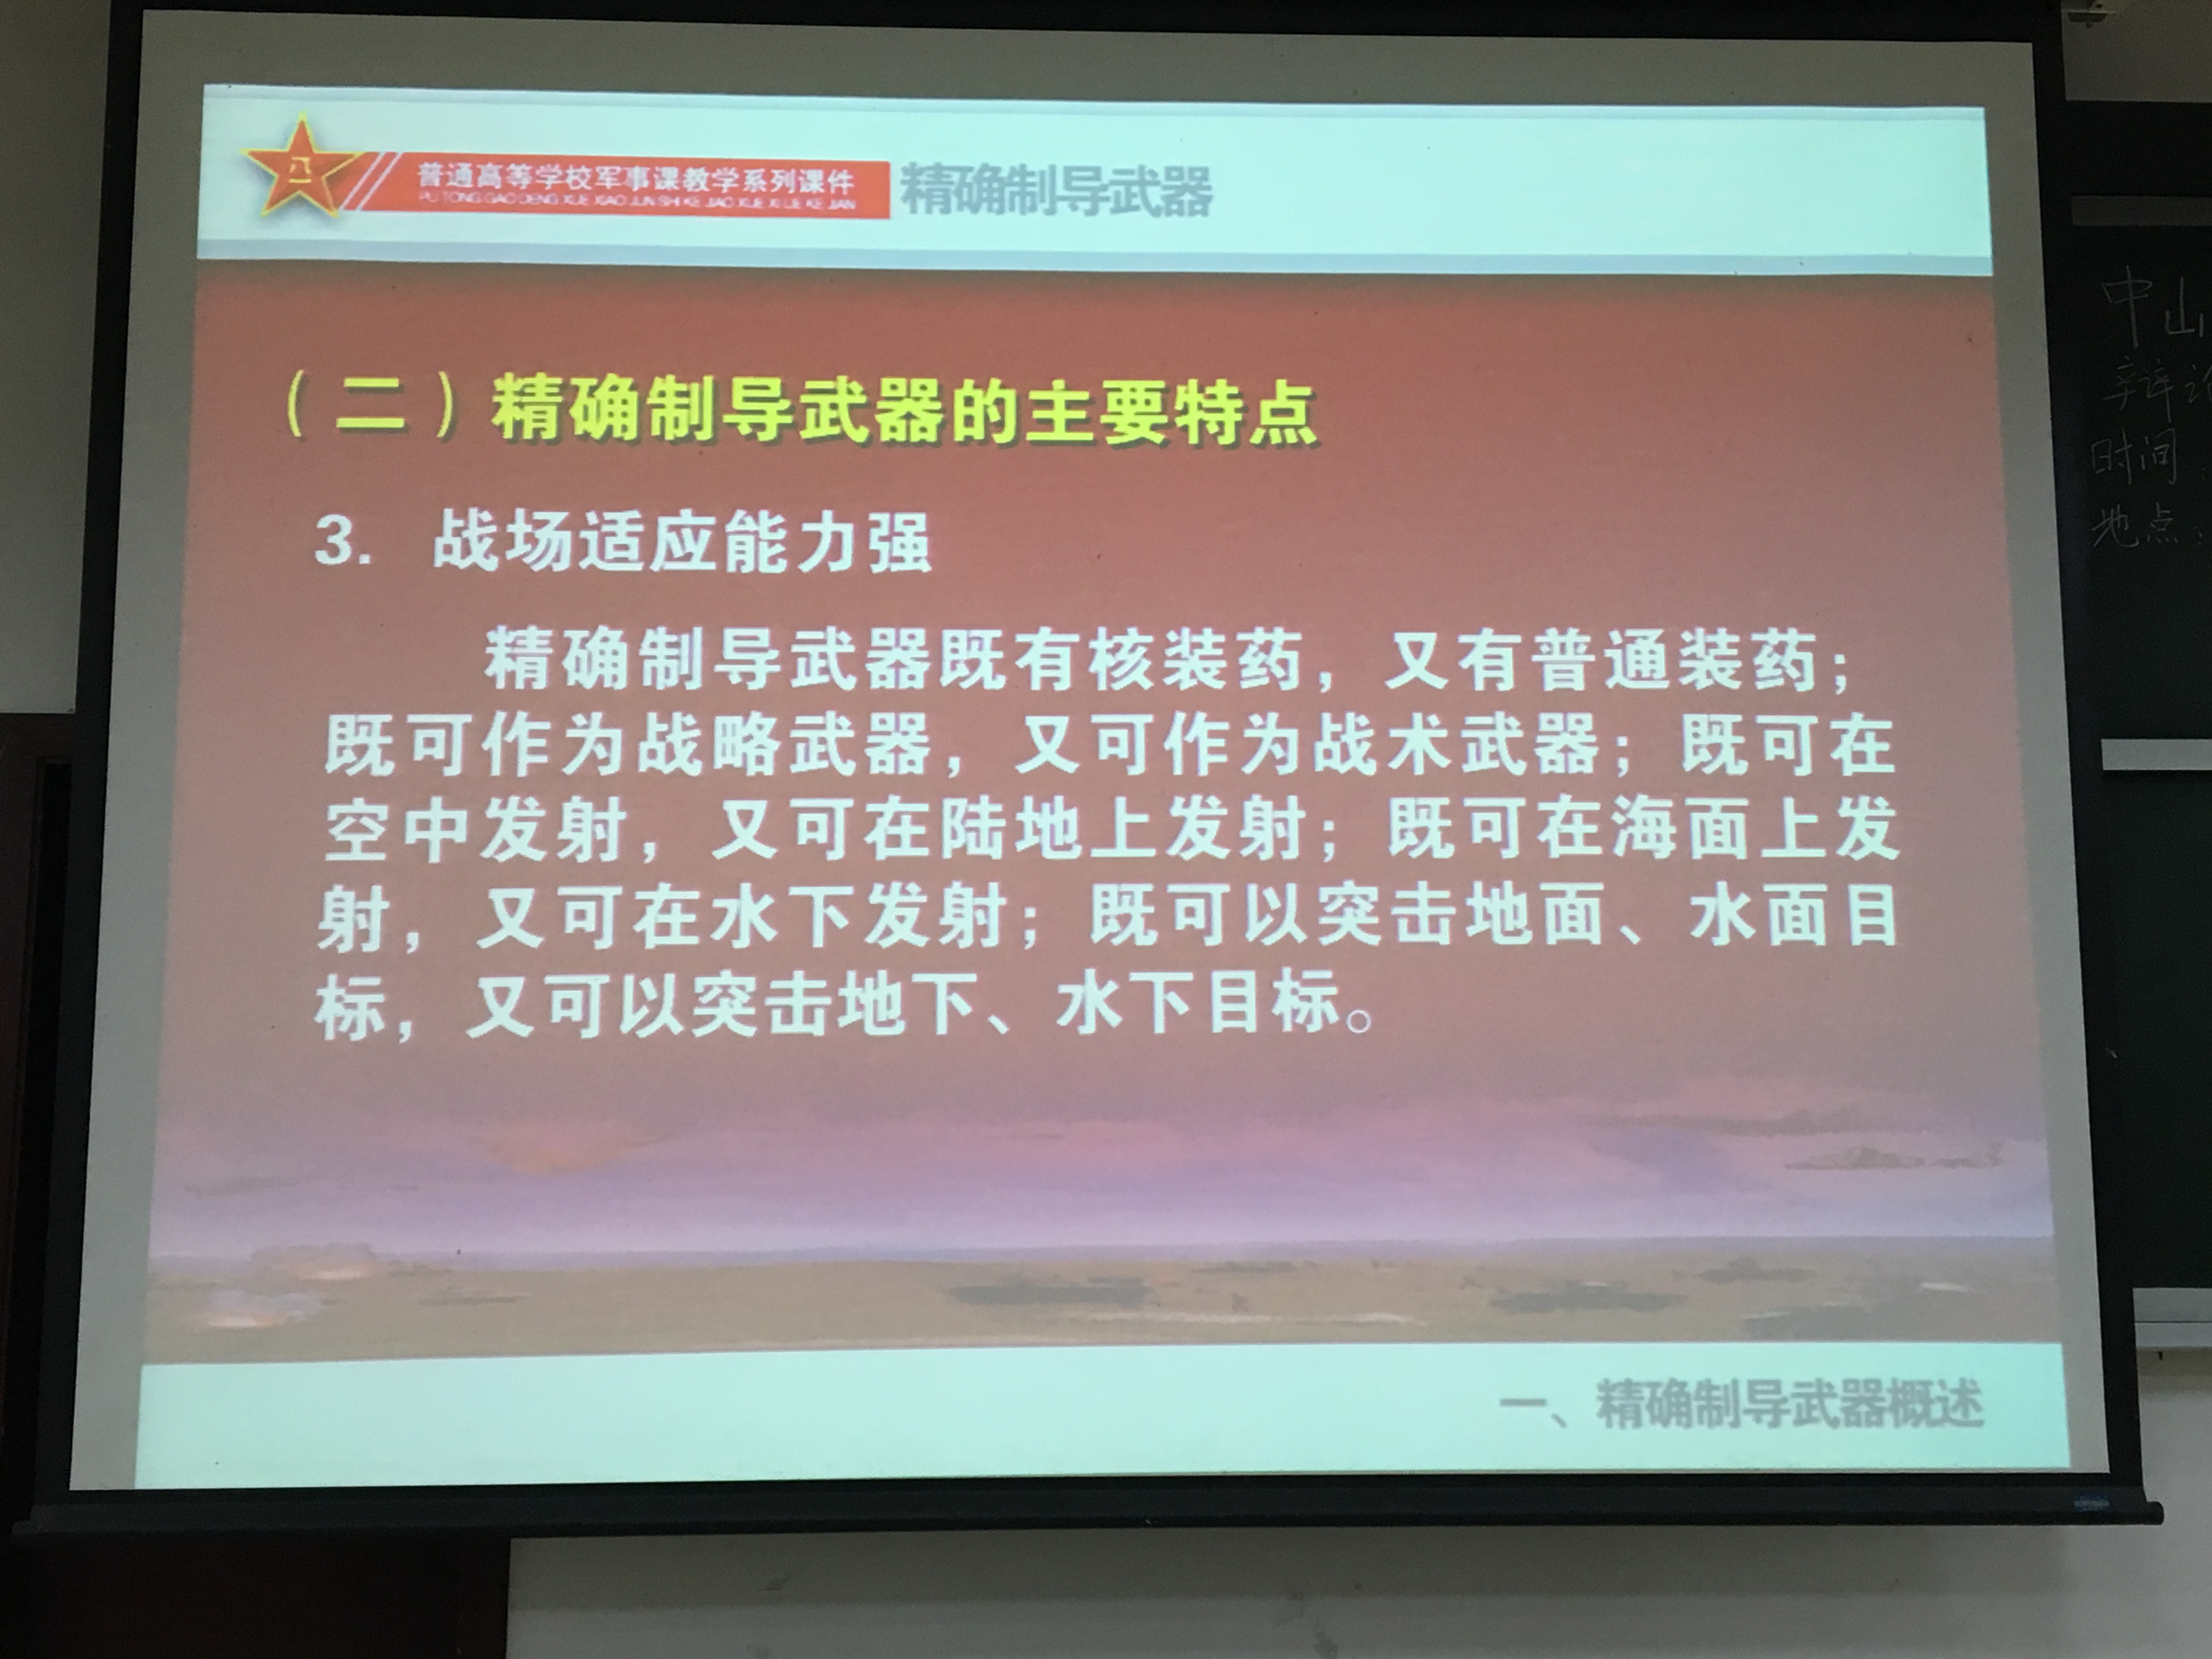 八一
普通高等学校军事课教学系列课件
PU TONG GAO DENG XUE XIAO JUN SHI KE JIAO XUE XI LIE KE JIAN
精确制导武器
（二）精确制导武器的主要特点
3. 战场适应能力强
精确制导武器既有核装药，又有普通装药；
既可作为战略武器，又可作为战术武器；既可在
空中发射，又可在陆地上发射；既可在海面上发
射，又可在水下发射；既可以突击地面、水面目
标，又可以突击地下、水下目标。
一、精确制导武器概述
中山
辩论
时间
地点：